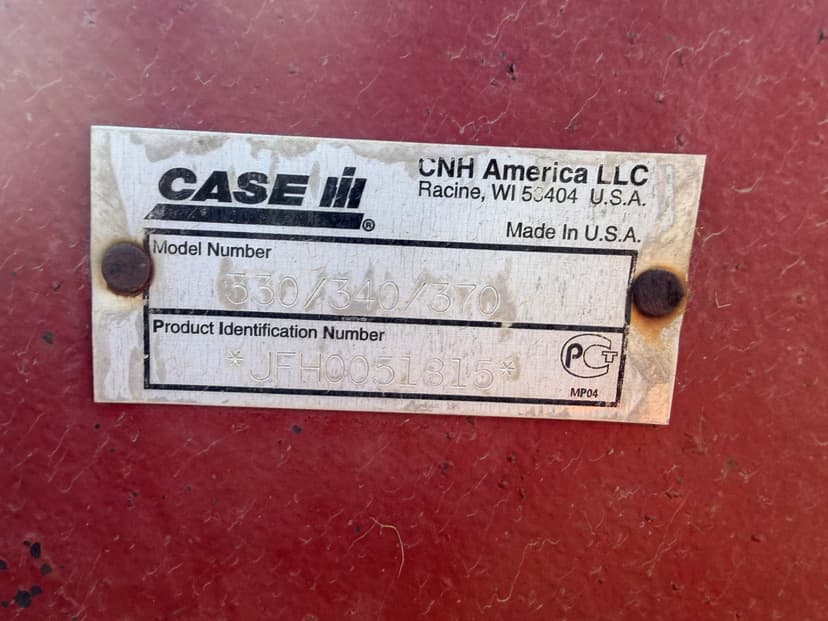 CASE IH®
CNH America LLC
Racine, WI 53404 U.S.A.
Made In U.S.A.
Model Number
330/340/370
Product Identification Number
*JFH0051815*
PCT
MP04